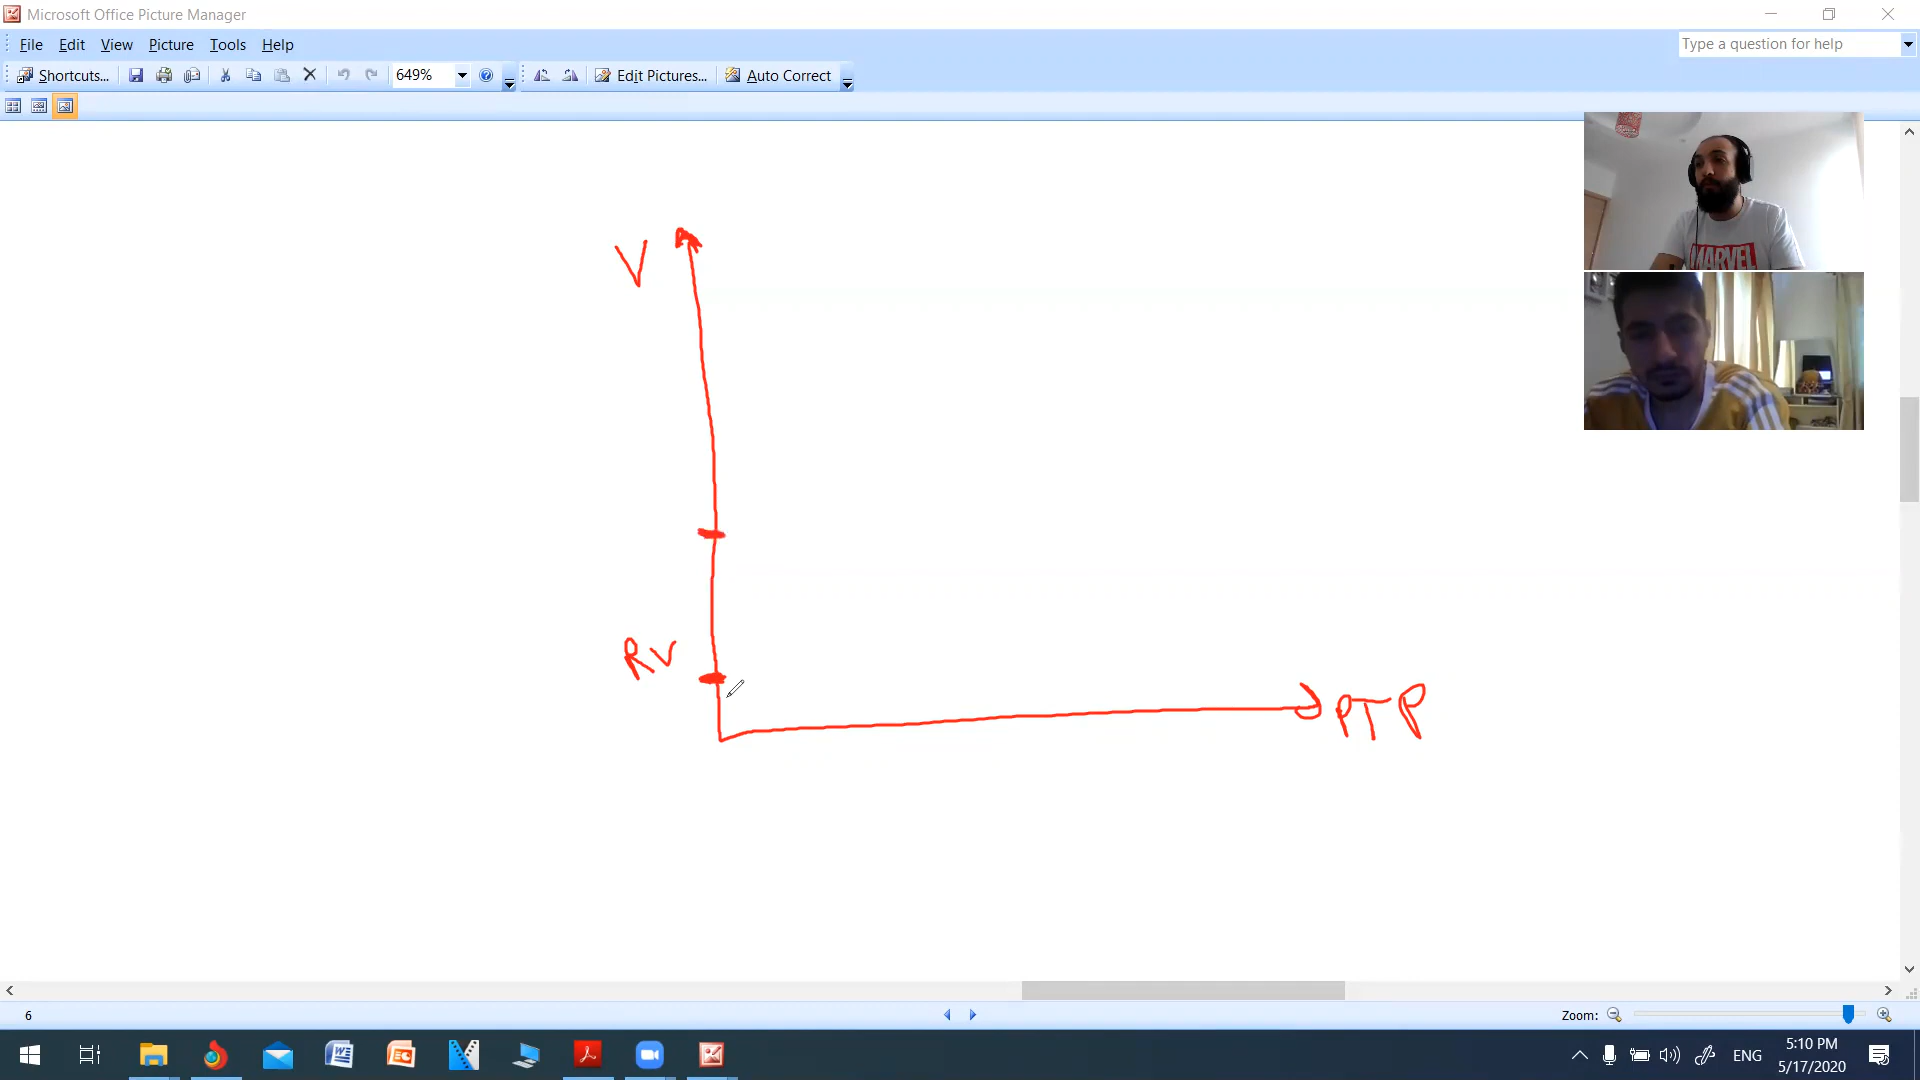 Microsoft Office Picture Manager
File Edit View Picture Tools Help
Type a question for help
Shortcuts... 649% Edit Pictures... Auto Correct
MARVEL
V
RV
PTP
6
Zoom:
ENG
5:10 PM
5/17/2020